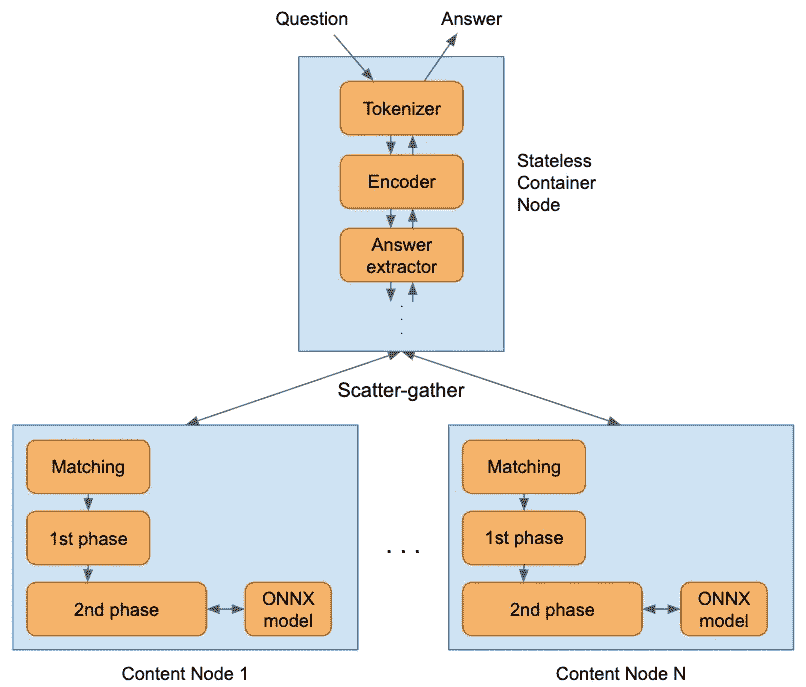 Question
Answer
Tokenizer
Encoder
Answer
extractor
Stateless
Container
Node
.
.
.
Scatter-gather
Matching
1st phase
2nd phase
ONNX
model
Content Node 1
. . .
Matching
1st phase
2nd phase
ONNX
model
Content Node N